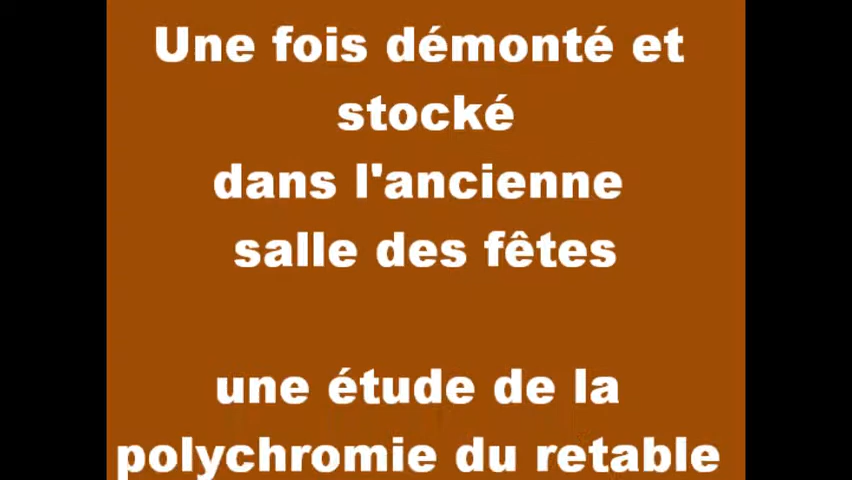 Une fois démonté et
stocké
dans l'ancienne
salle des fêtes
une étude de la
polychromie du retable